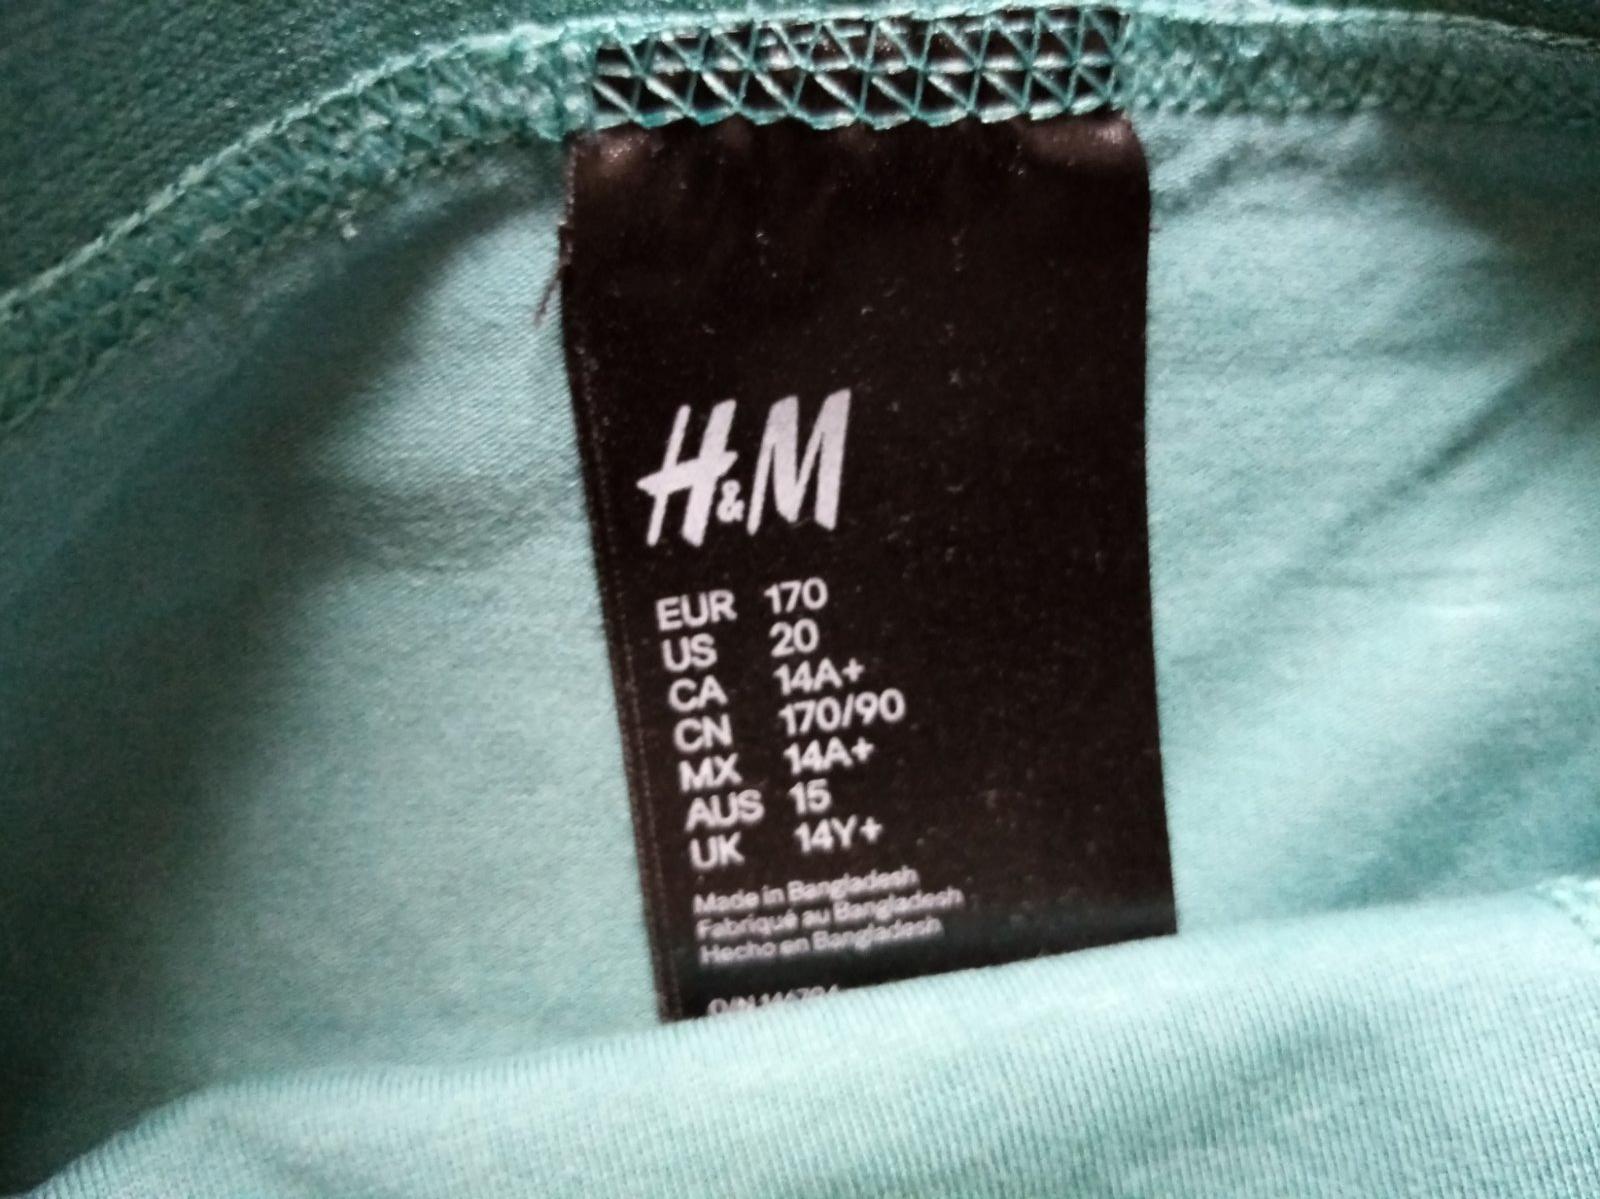 H&M
EUR 170
US 20
CA 14A+
CN 170/90
MX 14A+
AUS 15
UK 14Y+
Made in Bangladesh
Fabriqué au Bangladesh
Hecho en Bangladesh